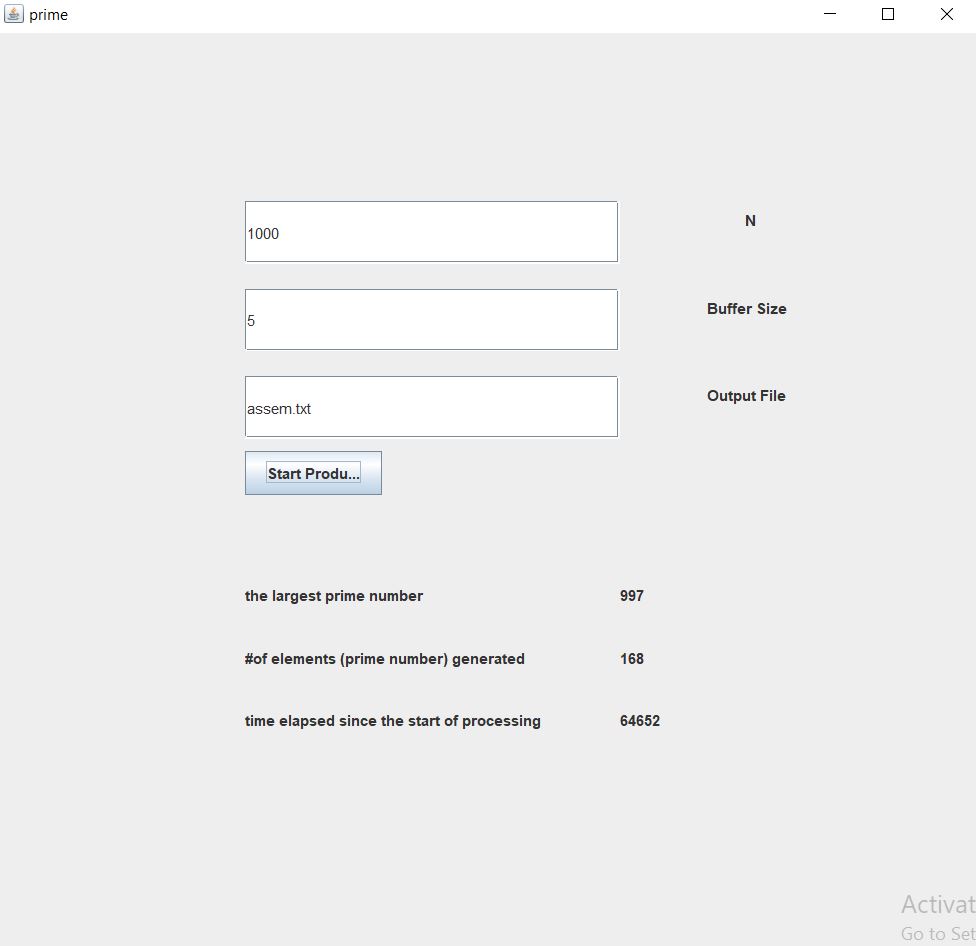 prime
1000
N
5
Buffer Size
assem.txt
Output File
Start Produ...
the largest prime number 997
#of elements (prime number) generated 168
time elapsed since the start of processing 64652
Activat
Go to Set